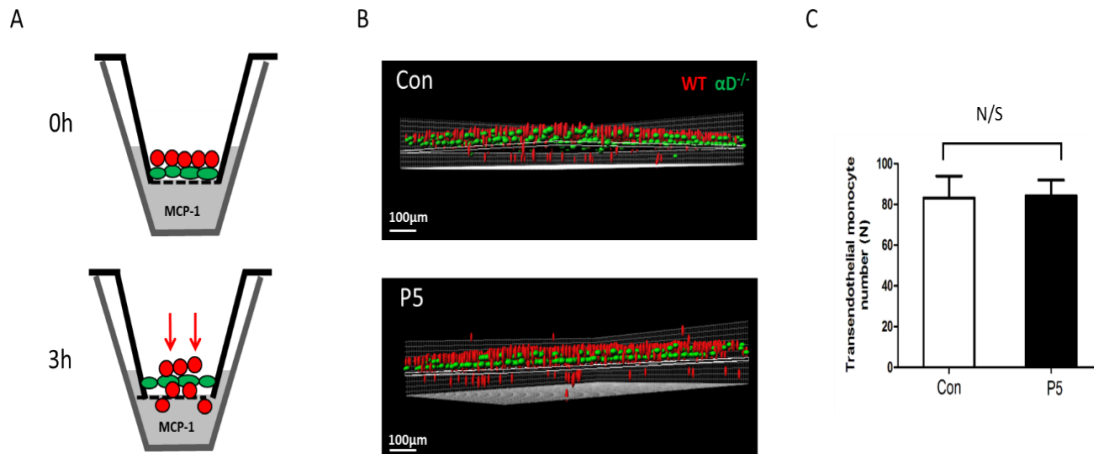 A
0h
MCP-1
3h
MCP-1
B
Con
WT αD-/-
100μm
P5
100μm
C
N/S
Transendothelial monocyte
number (N)
100
80
60
40
20
0
Con
P5